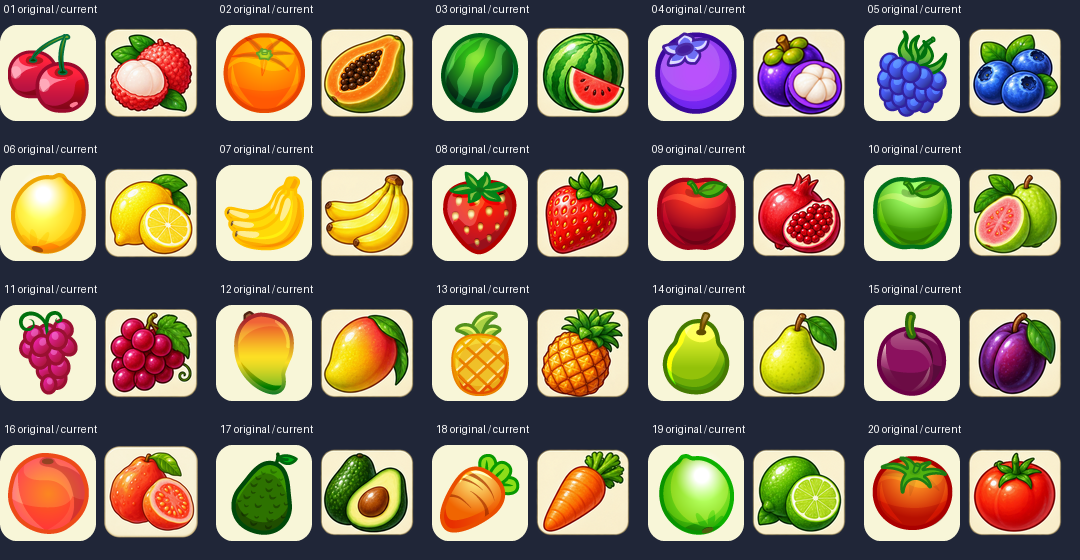 01 original / current
02 original / current
03 original / current
04 original / current
05 original / current
06 original / current
07 original / current
08 original / current
09 original / current
10 original / current
11 original / current
12 original / current
13 original / current
14 original / current
15 original / current
16 original / current
17 original / current
18 original / current
19 original / current
20 original / current